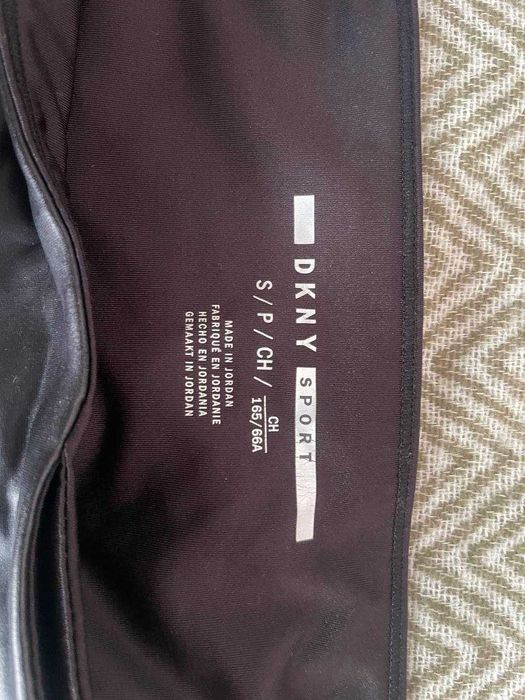 DKNY SPORT
S / P / CH / CH 165/66A
MADE IN JORDAN
FABRIQUÉ EN JORDANIE
HECHO EN JORDANIA
GEMAAKT IN JORDAN